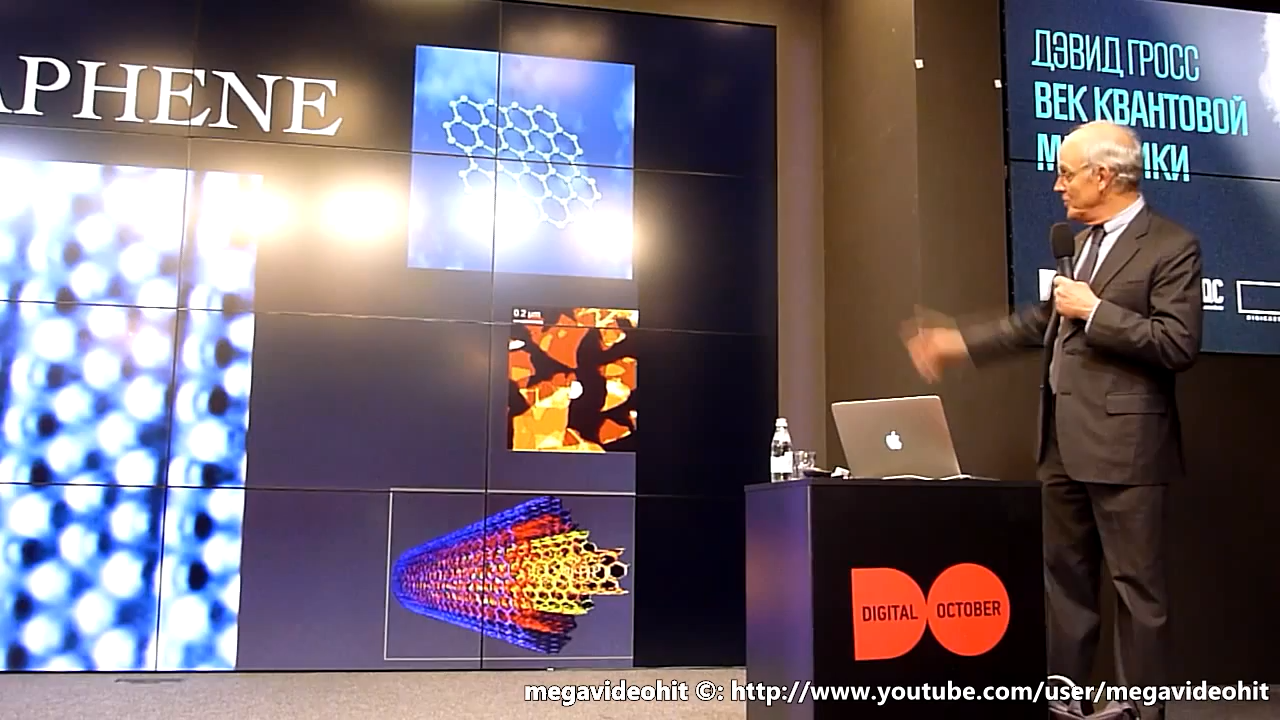 APHENE
0.2 µm
ДЭВИД ГРОСС
ВЕК КВАНТОВОЙ
DIGITAL OCTOBER
megavideohit ©: http://www.youtube.com/user/megavideohit